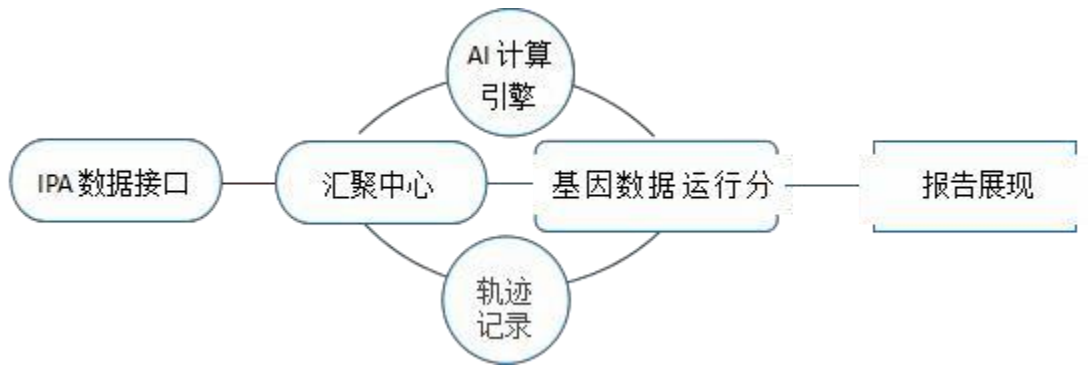 AI 计算
引擎
IPA 数据接口
汇聚中心
基因数据 运行分
报告展现
轨迹
记录